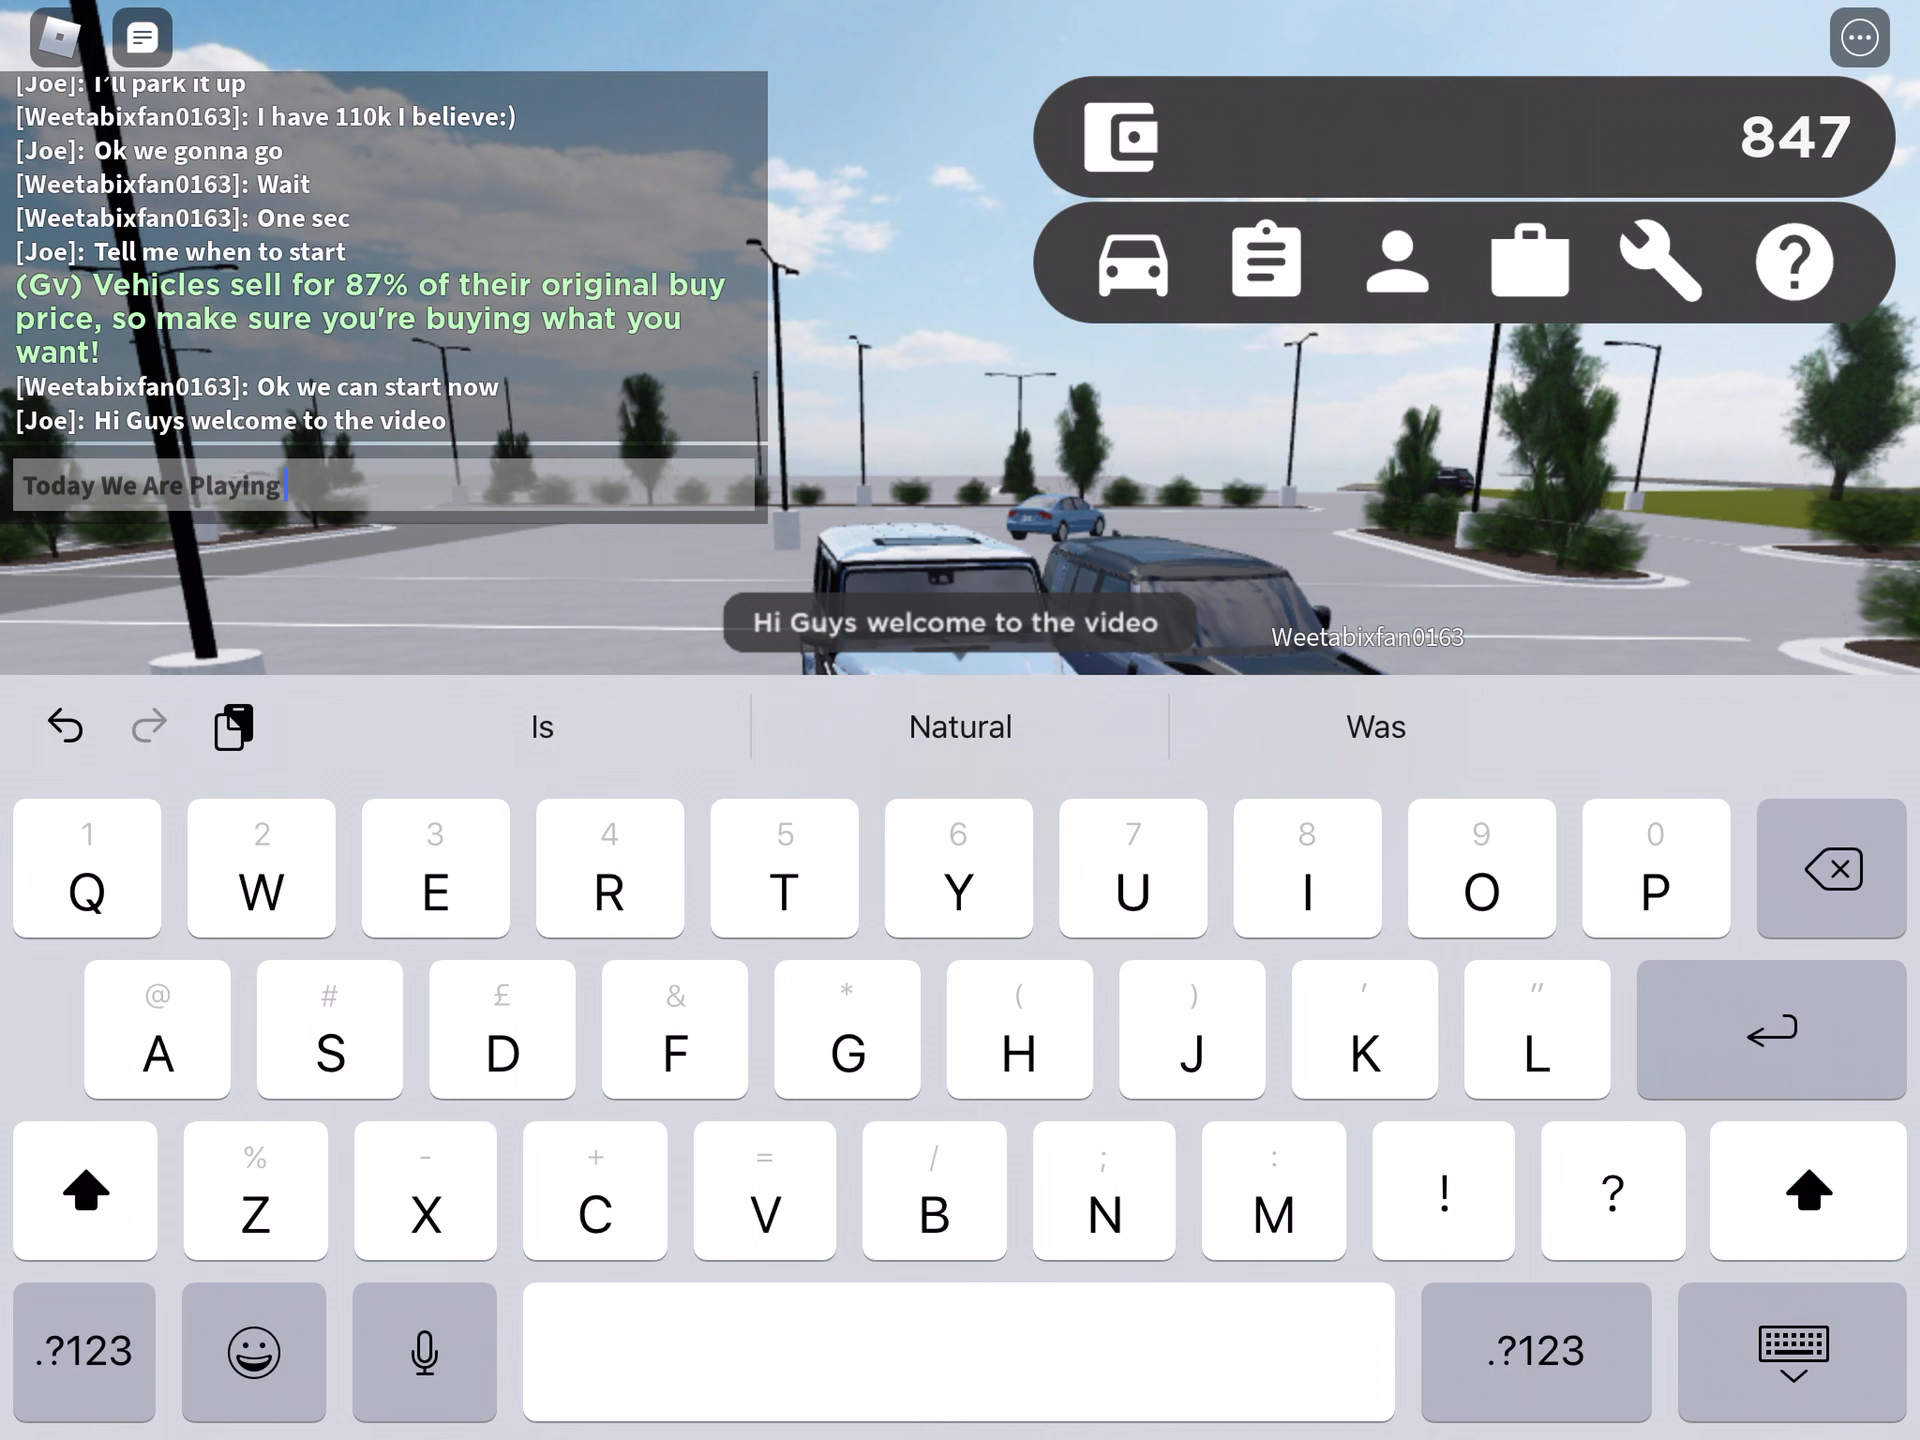 [Joe]: I'll park it up
[Weetabixfan0163]: I have 110k I believe:)
[Joe]: Ok we gonna go
[Weetabixfan0163]: Wait
[Weetabixfan0163]: One sec
[Joe]: Tell me when to start
(Gv) Vehicles sell for 87% of their original buy
price, so make sure you're buying what you
want!
[Weetabixfan0163]: Ok we can start now
[Joe]: Hi Guys welcome to the video
Today We Are Playing
847
Hi Guys welcome to the video
Weetabixfan0163
Is Natural Was
1 2 3 4 5 6 7 8 9 0
Q W E R T Y U I O P
@ # £ & * ( ) ' "
A S D F G H J K L
% - + = / ; :
Z X C V B N M ! ?
.?123 .?123